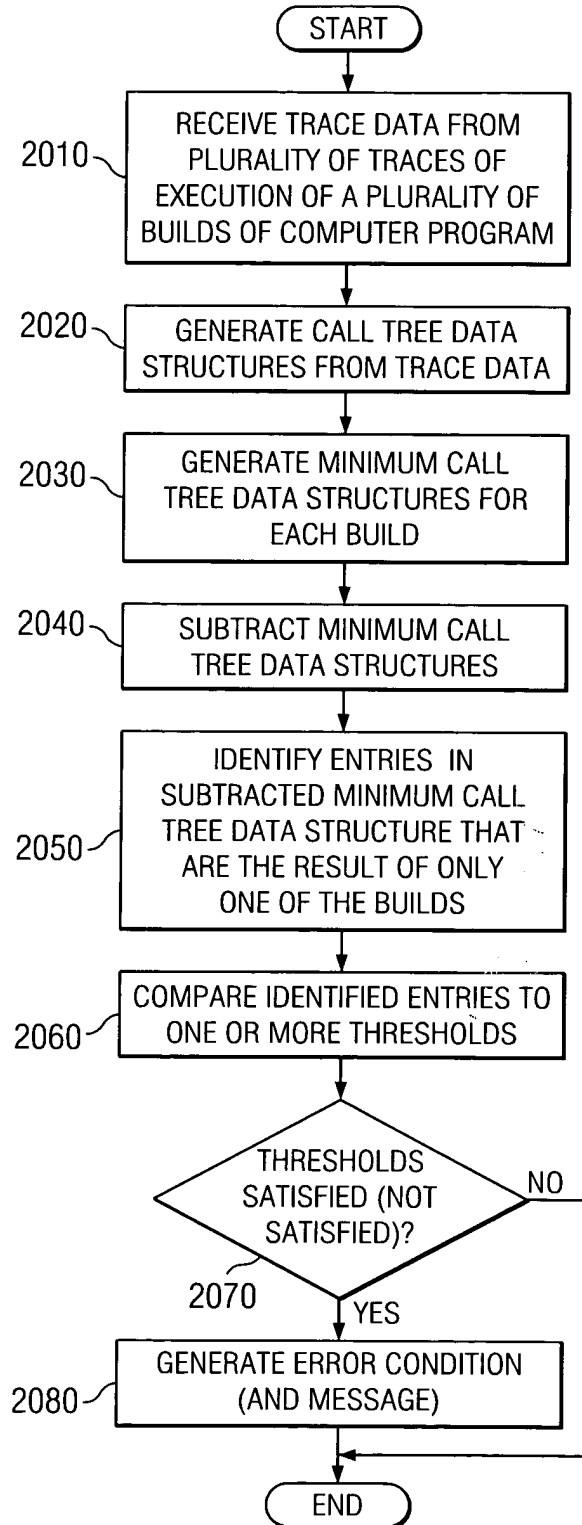 START
2010
RECEIVE TRACE DATA FROM
PLURALITY OF TRACES OF
EXECUTION OF A PLURALITY OF
BUILDS OF COMPUTER PROGRAM
2020
GENERATE CALL TREE DATA
STRUCTURES FROM TRACE DATA
2030
GENERATE MINIMUM CALL
TREE DATA STRUCTURES FOR
EACH BUILD
2040
SUBTRACT MINIMUM CALL
TREE DATA STRUCTURES
2050
IDENTIFY ENTRIES IN
SUBTRACTED MINIMUM CALL
TREE DATA STRUCTURE THAT
ARE THE RESULT OF ONLY
ONE OF THE BUILDS
2060
COMPARE IDENTIFIED ENTRIES TO
ONE OR MORE THRESHOLDS
THRESHOLDS
SATISFIED (NOT
SATISFIED)?
NO
2070
YES
2080
GENERATE ERROR CONDITION
(AND MESSAGE)
END